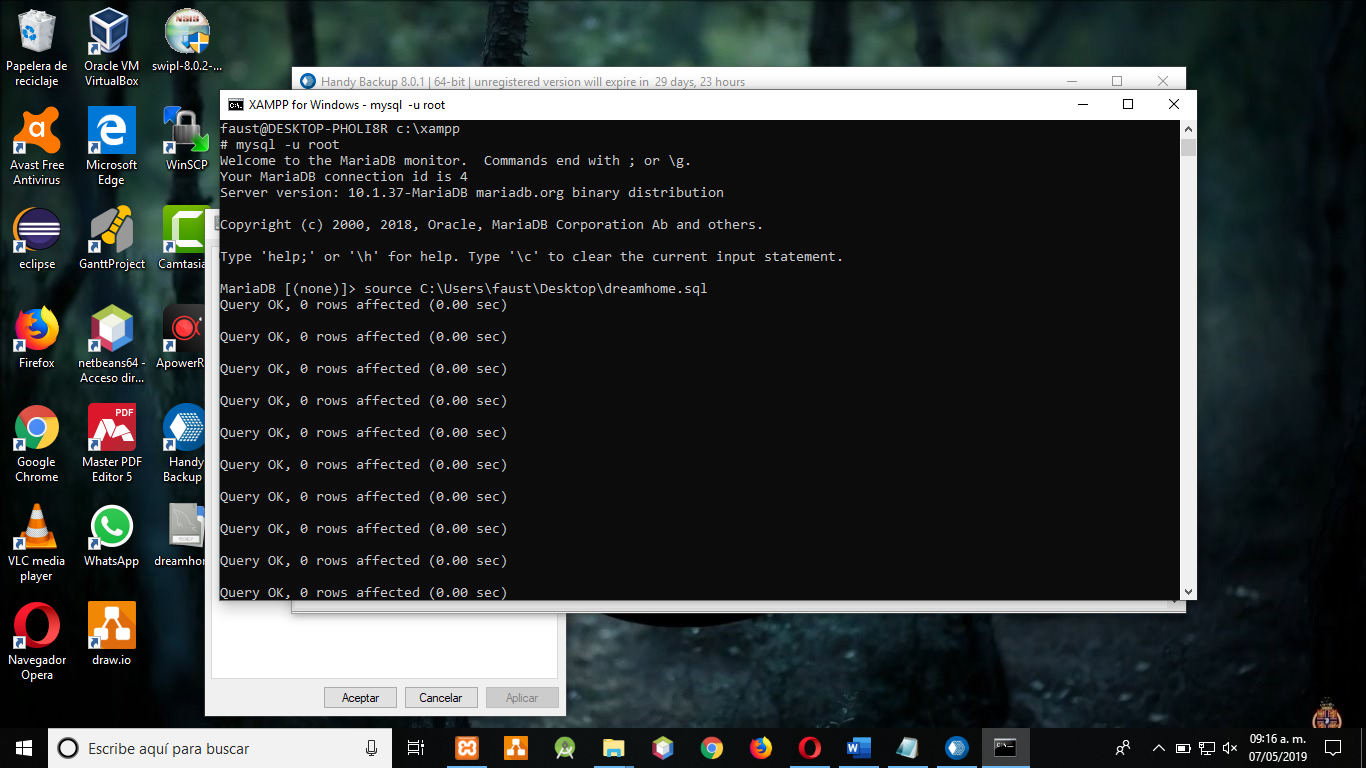 Papelera de
reciclaje
Oracle VM
VirtualBox
NSIS
swipl-8.0.2-...
Avast Free
Antivirus
Microsoft
Edge
WinSCP
eclipse
GanttProject
Camtasia
Firefox
netbeans64 -
Acceso dir...
ApowerR
Google
Chrome
PDF
Master PDF
Editor 5
Handy
Backup
VLC media
player
WhatsApp
dreamhor
Navegador
Opera
draw.io
Handy Backup 8.0.1 | 64-bit | unregistered version will expire in 29 days, 23 hours
XAMPP for Windows - mysql -u root
faust@DESKTOP-PHOLI8R c:\xampp
# mysql -u root
Welcome to the MariaDB monitor.  Commands end with ; or \g.
Your MariaDB connection id is 4
Server version: 10.1.37-MariaDB mariadb.org binary distribution
Copyright (c) 2000, 2018, Oracle, MariaDB Corporation Ab and others.
Type 'help;' or '\h' for help. Type '\c' to clear the current input statement.
MariaDB [(none)]> source C:\Users\faust\Desktop\dreamhome.sql
Query OK, 0 rows affected (0.00 sec)
Query OK, 0 rows affected (0.00 sec)
Query OK, 0 rows affected (0.00 sec)
Query OK, 0 rows affected (0.00 sec)
Query OK, 0 rows affected (0.00 sec)
Query OK, 0 rows affected (0.00 sec)
Query OK, 0 rows affected (0.00 sec)
Query OK, 0 rows affected (0.00 sec)
Query OK, 0 rows affected (0.00 sec)
Query OK, 0 rows affected (0.00 sec)
Aceptar
Cancelar
Aplicar
Escribe aquí para buscar
09:16 a. m.
07/05/2019